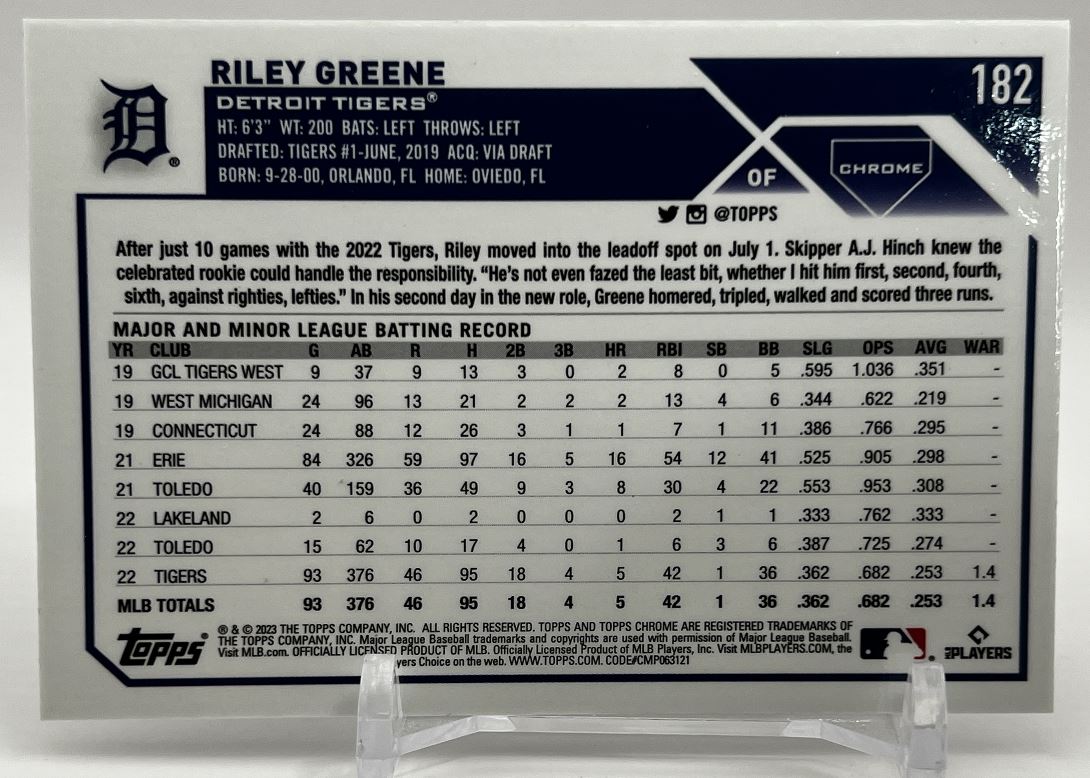 RILEY GREENE
182
DETROIT TIGERS®
HT: 6'3" WT: 200 BATS: LEFT THROWS: LEFT
DRAFTED: TIGERS #1-JUNE, 2019 ACQ: VIA DRAFT
BORN: 9-28-00, ORLANDO, FL HOME: OVIEDO, FL
D®
OF
CHROME
@TOPPS
After just 10 games with the 2022 Tigers, Riley moved into the leadoff spot on July 1. Skipper A.J. Hinch knew the
celebrated rookie could handle the responsibility. “He’s not even fazed the least bit, whether I hit him first, second, fourth,
sixth, against righties, lefties.” In his second day in the new role, Greene homered, tripled, walked and scored three runs.
MAJOR AND MINOR LEAGUE BATTING RECORD
YR CLUB G AB R H 2B 3B HR RBI SB BB SLG OPS AVG WAR
19 GCL TIGERS WEST 9 37 9 13 3 0 2 8 0 5 .595 1.036 .351 -
19 WEST MICHIGAN 24 96 13 21 2 2 2 13 4 6 .344 .622 .219 -
19 CONNECTICUT 24 88 12 26 3 1 1 7 1 11 .386 .766 .295 -
21 ERIE 84 326 59 97 16 5 16 54 12 41 .525 .905 .298 -
21 TOLEDO 40 159 36 49 9 3 8 30 4 22 .553 .953 .308 -
22 LAKELAND 2 6 0 2 0 0 0 2 1 1 .333 .762 .333 -
22 TOLEDO 15 62 10 17 4 0 1 6 3 6 .387 .725 .274 -
22 TIGERS 93 376 46 95 18 4 5 42 1 36 .362 .682 .253 1.4
MLB TOTALS 93 376 46 95 18 4 5 42 1 36 .362 .682 .253 1.4
Topps®
® & © 2023 THE TOPPS COMPANY, INC. ALL RIGHTS RESERVED. TOPPS AND TOPPS CHROME ARE REGISTERED TRADEMARKS OF
THE TOPPS COMPANY, INC. Major League Baseball trademarks and copyrights are used with permission of Major League Baseball.
Visit MLB.com. OFFICIALLY LICENSED PRODUCT OF MLB. Officially Licensed Product of MLB Players, Inc. Visit MLBPLAYERS.COM, the
yers Choice on the web. WWW.TOPPS.COM. CODE#CMP063121
PLAYERS